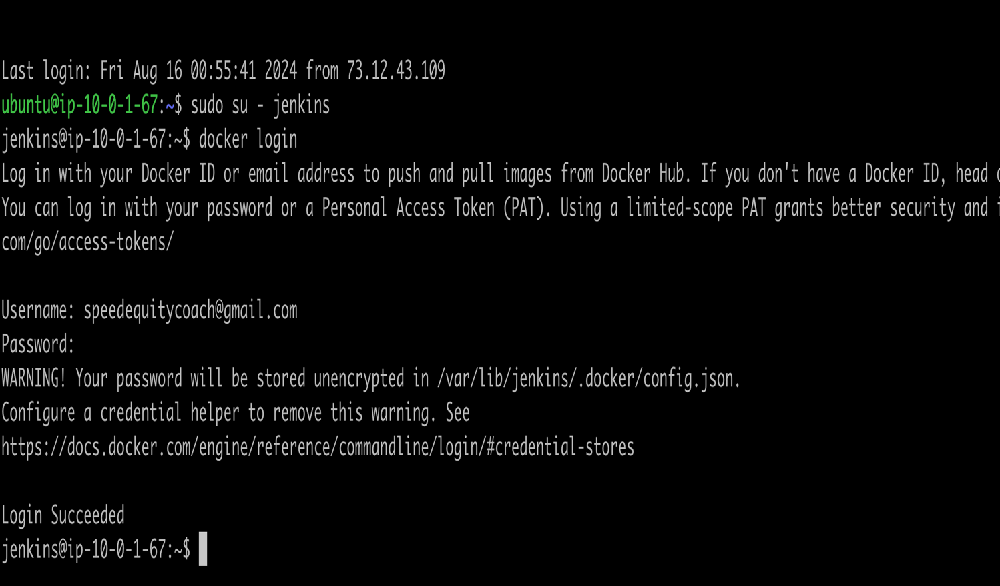 Last login: Fri Aug 16 00:55:41 2024 from 73.12.43.109
ubuntu@ip-10-0-1-67:~$ sudo su - jenkins
jenkins@ip-10-0-1-67:~$ docker login
Log in with your Docker ID or email address to push and pull images from Docker Hub. If you don't have a Docker ID, head
You can log in with your password or a Personal Access Token (PAT). Using a limited-scope PAT grants better security and
com/go/access-tokens/
Username: speedequitycoach@gmail.com
Password:
WARNING! Your password will be stored unencrypted in /var/lib/jenkins/.docker/config.json.
Configure a credential helper to remove this warning. See
https://docs.docker.com/engine/reference/commandline/login/#credential-stores
Login Succeeded
jenkins@ip-10-0-1-67:~$